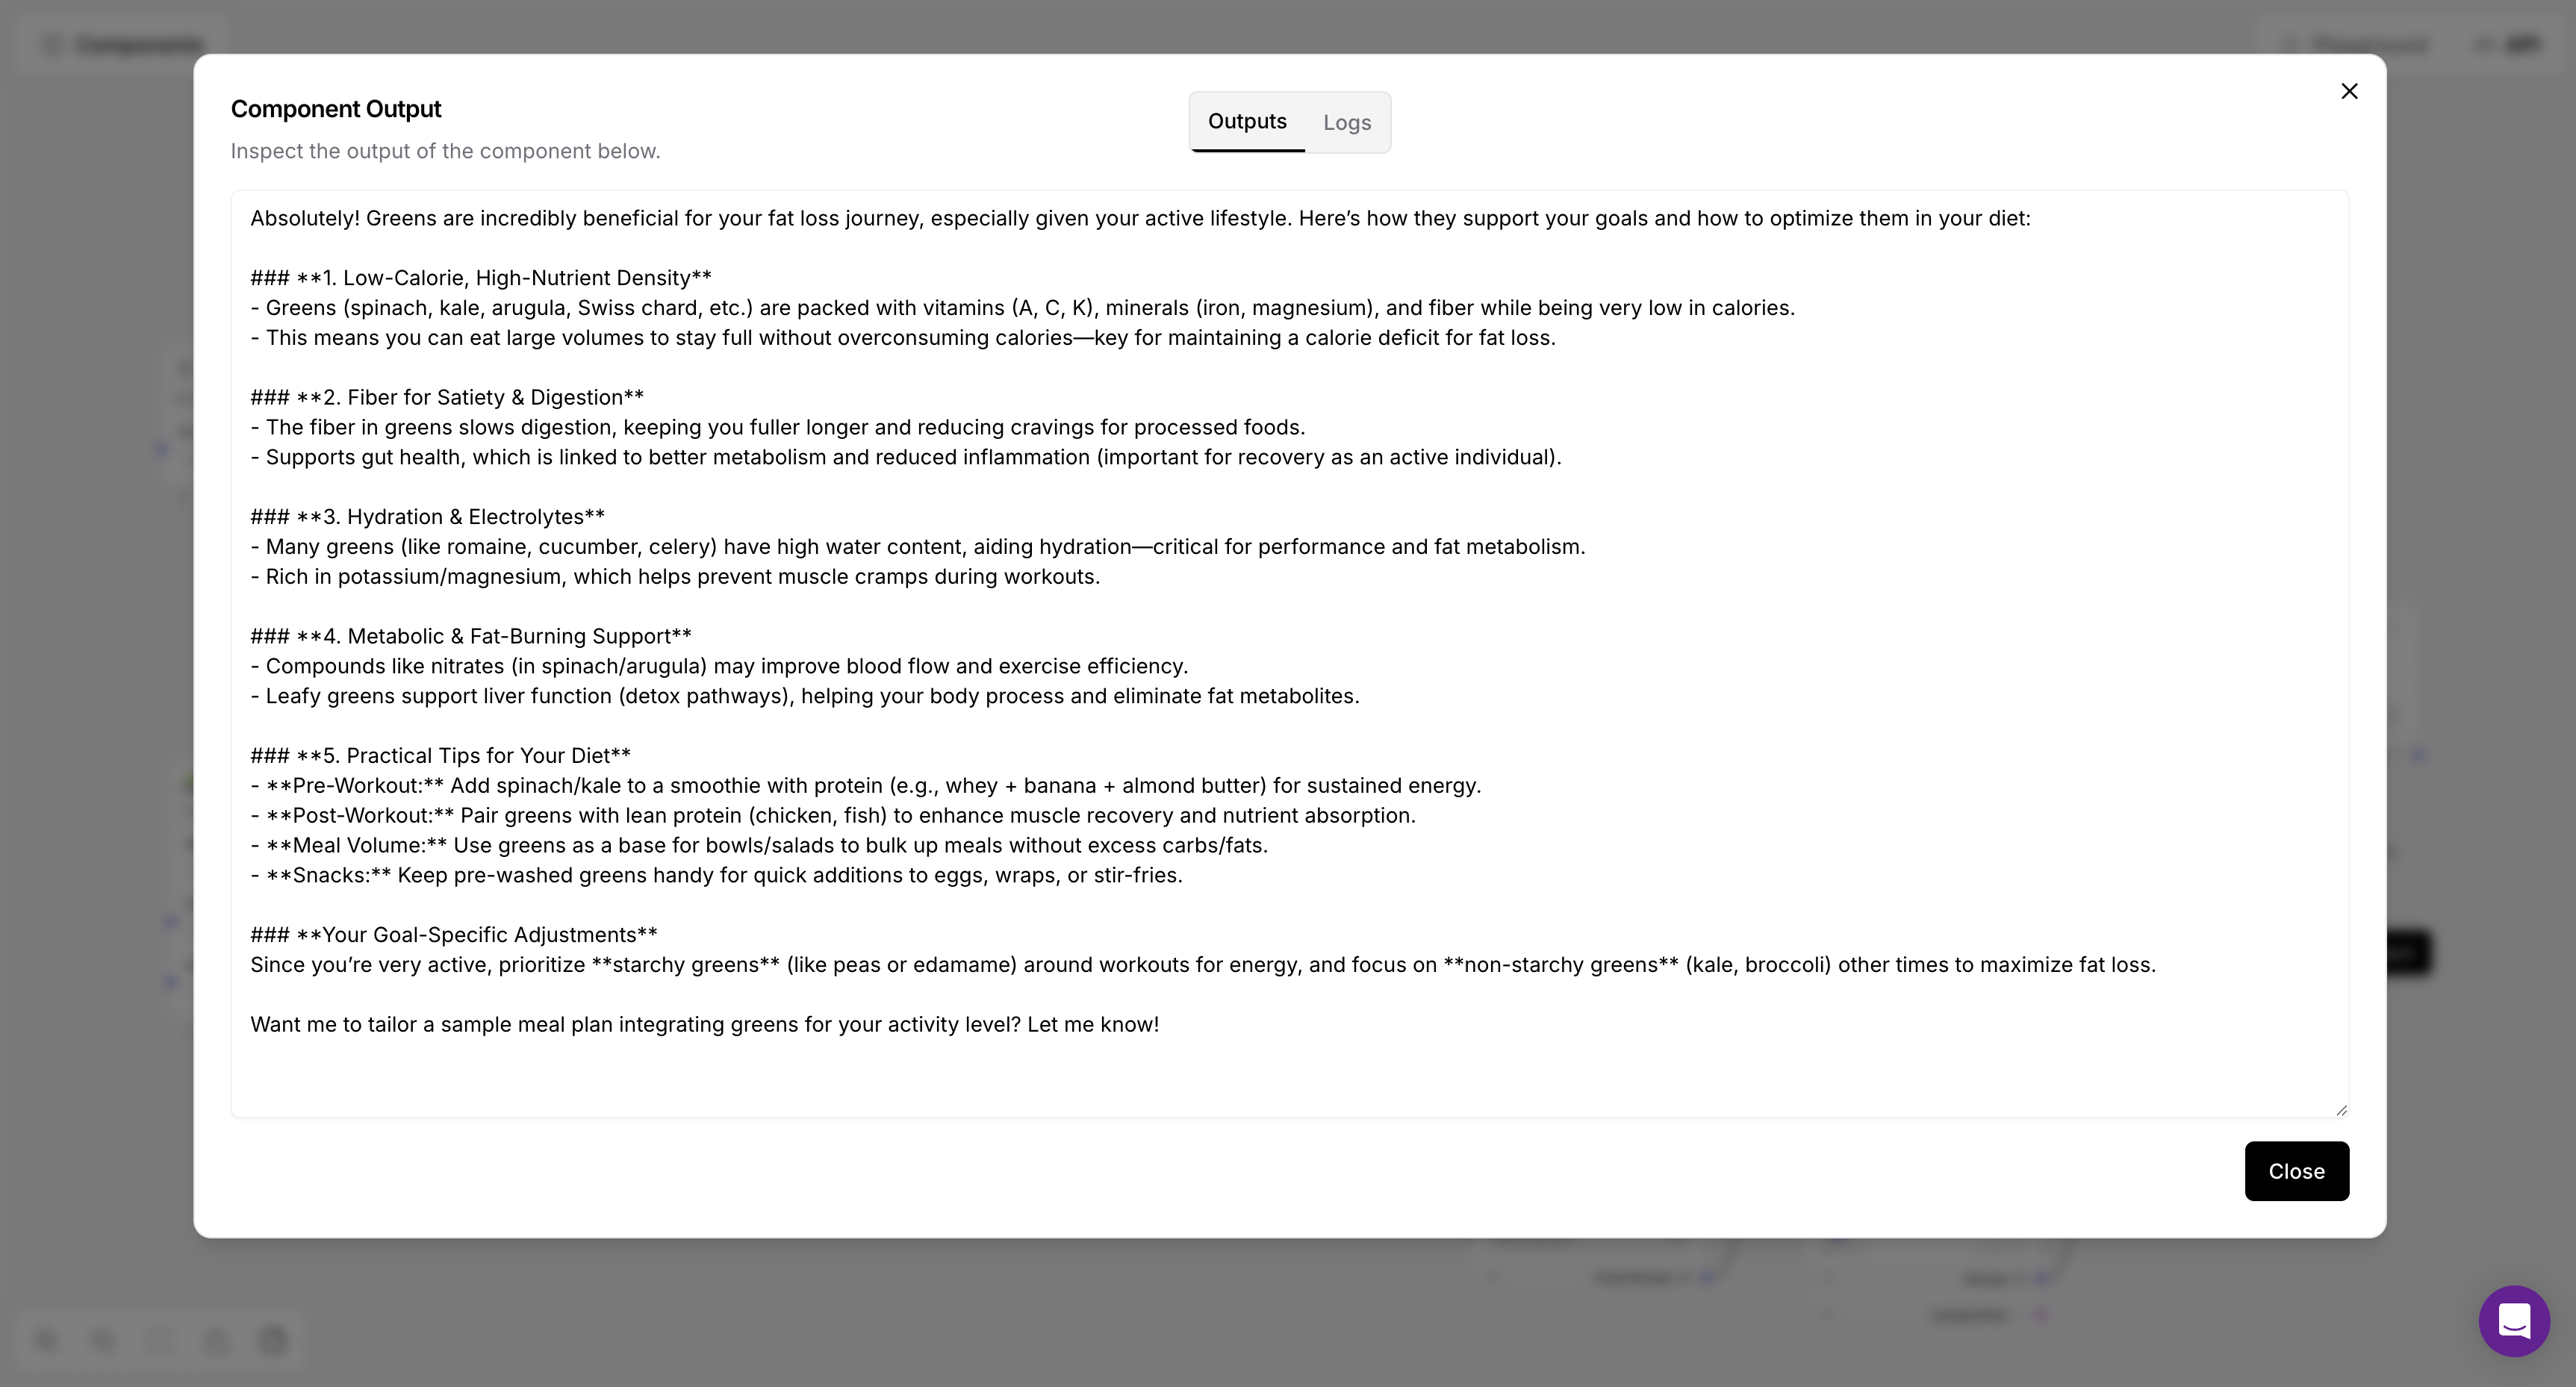 Components
Playground
API
Component Output
Inspect the output of the component below.
Outputs
Logs
Absolutely! Greens are incredibly beneficial for your fat loss journey, especially given your active lifestyle. Here’s how they support your goals and how to optimize them in your diet:
### **1. Low-Calorie, High-Nutrient Density**
- Greens (spinach, kale, arugula, Swiss chard, etc.) are packed with vitamins (A, C, K), minerals (iron, magnesium), and fiber while being very low in calories.
- This means you can eat large volumes to stay full without overconsuming calories—key for maintaining a calorie deficit for fat loss.
### **2. Fiber for Satiety & Digestion**
- The fiber in greens slows digestion, keeping you fuller longer and reducing cravings for processed foods.
- Supports gut health, which is linked to better metabolism and reduced inflammation (important for recovery as an active individual).
### **3. Hydration & Electrolytes**
- Many greens (like romaine, cucumber, celery) have high water content, aiding hydration—critical for performance and fat metabolism.
- Rich in potassium/magnesium, which helps prevent muscle cramps during workouts.
### **4. Metabolic & Fat-Burning Support**
- Compounds like nitrates (in spinach/arugula) may improve blood flow and exercise efficiency.
- Leafy greens support liver function (detox pathways), helping your body process and eliminate fat metabolites.
### **5. Practical Tips for Your Diet**
- **Pre-Workout:** Add spinach/kale to a smoothie with protein (e.g., whey + banana + almond butter) for sustained energy.
- **Post-Workout:** Pair greens with lean protein (chicken, fish) to enhance muscle recovery and nutrient absorption.
- **Meal Volume:** Use greens as a base for bowls/salads to bulk up meals without excess carbs/fats.
- **Snacks:** Keep pre-washed greens handy for quick additions to eggs, wraps, or stir-fries.
### **Your Goal-Specific Adjustments**
Since you’re very active, prioritize **starchy greens** (like peas or edamame) around workouts for energy, and focus on **non-starchy greens** (kale, broccoli) other times to maximize fat loss.
Want me to tailor a sample meal plan integrating greens for your activity level? Let me know!
Close